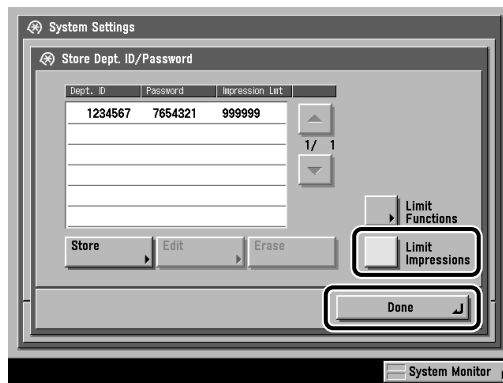 System Settings
Store Dept. ID/Password
Dept. ID Password Impression Lmt
1234567 7654321 999999
1/ 1
Limit
Functions
Store Edit Erase
Limit
Impressions
Done
System Monitor